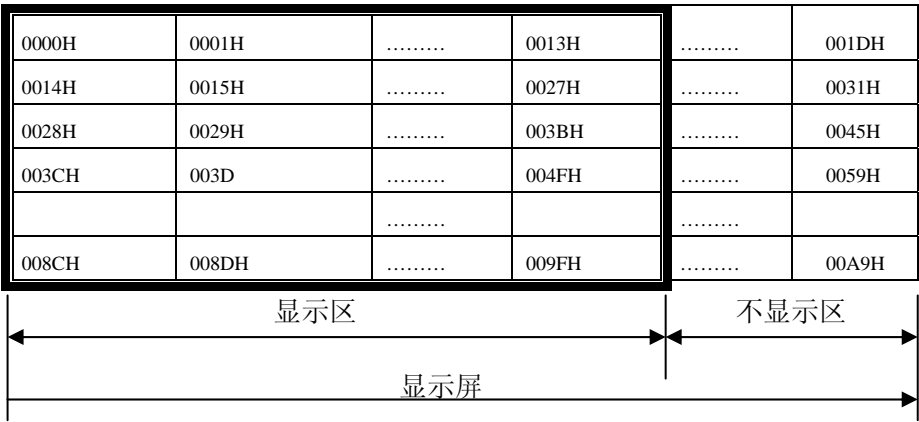 0000H 0001H ……… 0013H ……… 001DH
0014H 0015H ……… 0027H ……… 0031H
0028H 0029H ……… 003BH ……… 0045H
003CH 003D ……… 004FH ……… 0059H
……… ………
008CH 008DH ……… 009FH ……… 00A9H
显示区 不显示区
显示屏